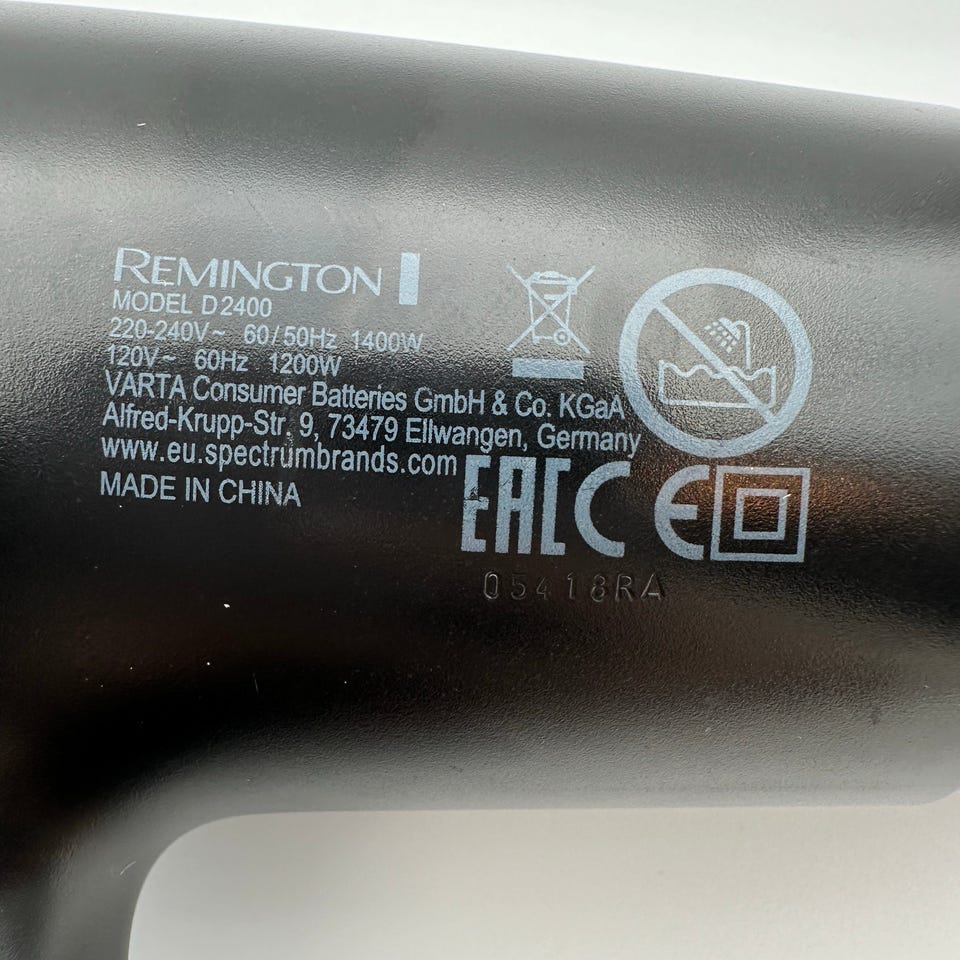 REMINGTON
MODEL D2400
220-240V~ 60/50Hz 1400W
120V~ 60Hz 1200W
VARTA Consumer Batteries GmbH & Co. KGaA
Alfred-Krupp-Str. 9, 73479 Ellwangen, Germany
www.eu.spectrumbrands.com
MADE IN CHINA
EAC CE
05418RA